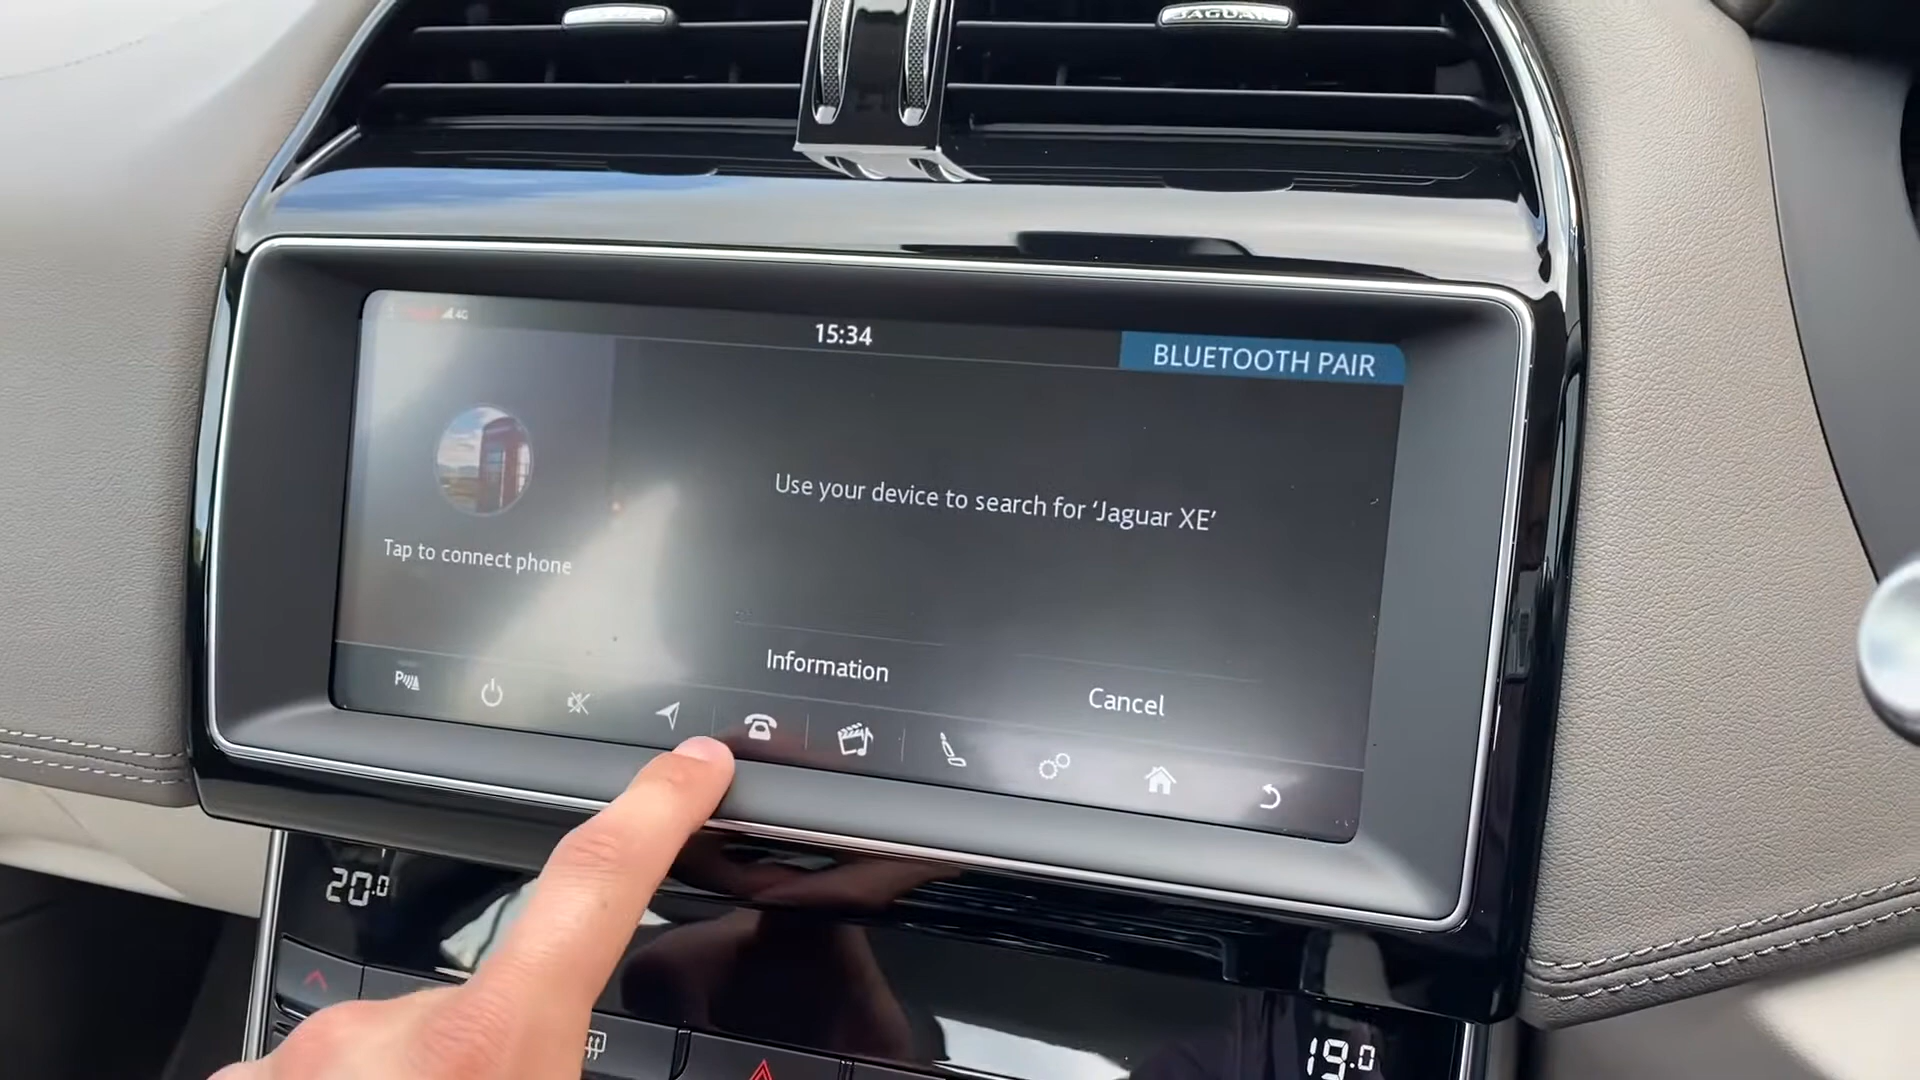 JAGUAR
4G
15:34
BLUETOOTH PAIR
Use your device to search for ‘Jaguar XE’
Tap to connect phone
Information
Cancel
20.0
19.0